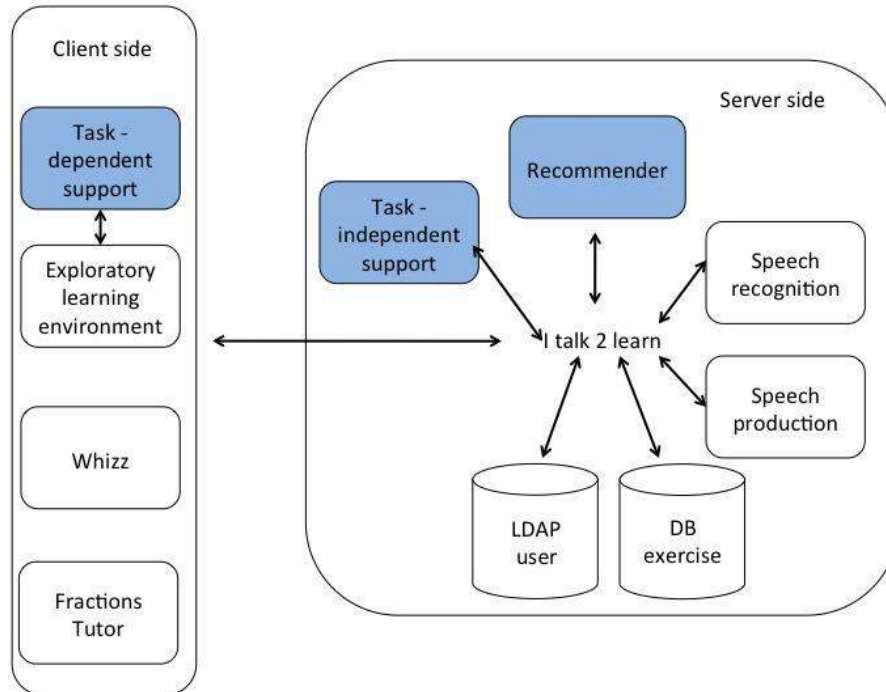 Client side
Task -
dependent
support
Exploratory
learning
environment
Whizz
Fractions
Tutor
Server side
Recommender
Task -
independent
support
Speech
recognition
I talk 2 learn
Speech
production
LDAP
user
DB
exercise